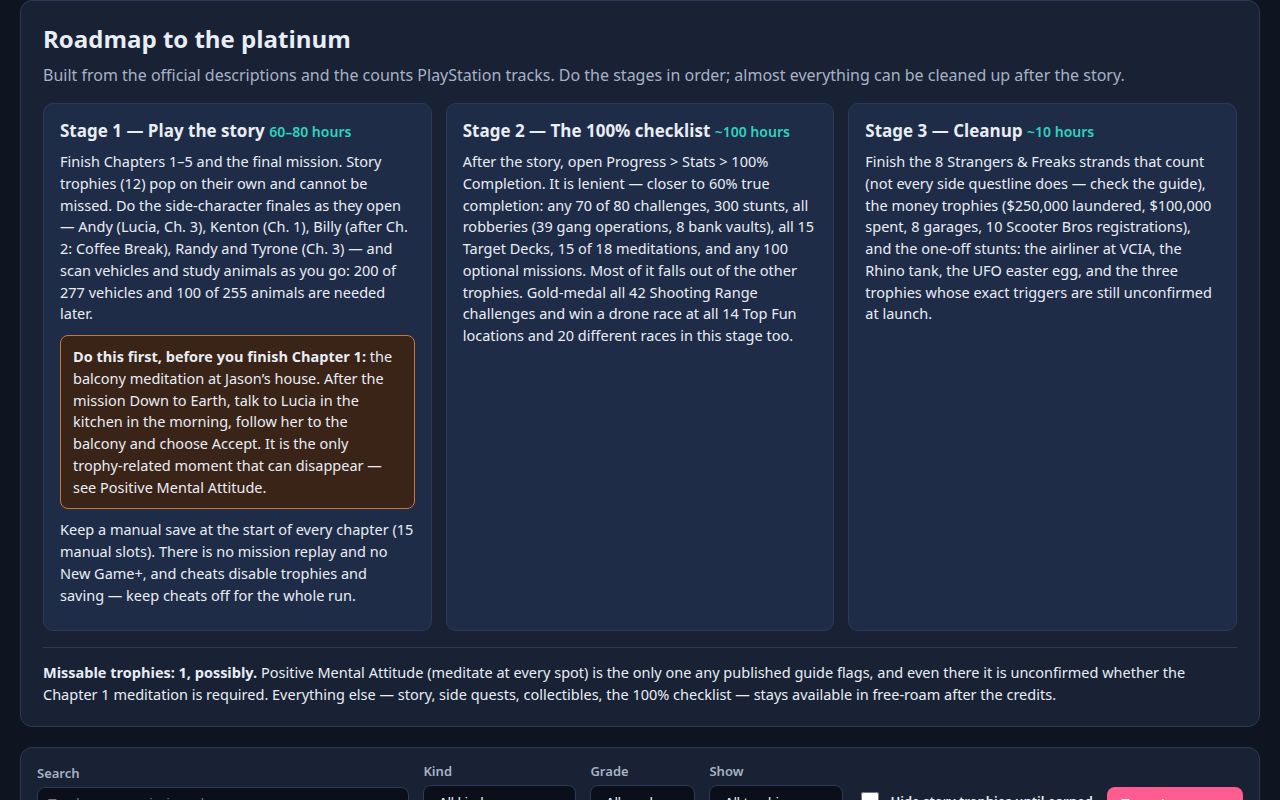 Roadmap to the platinum
Built from the official descriptions and the counts PlayStation tracks. Do the stages in order; almost everything can be cleaned up after the story.
Stage 1 — Play the story 60–80 hours
Finish Chapters 1–5 and the final mission. Story
trophies (12) pop on their own and cannot be
missed. Do the side-character finales as they open
— Andy (Lucia, Ch. 3), Kenton (Ch. 1), Billy (after Ch.
2: Coffee Break), Randy and Tyrone (Ch. 3) — and
scan vehicles and study animals as you go: 200 of
277 vehicles and 100 of 255 animals are needed
later.
Do this first, before you finish Chapter 1: the
balcony meditation at Jason’s house. After the
mission Down to Earth, talk to Lucia in the
kitchen in the morning, follow her to the
balcony and choose Accept. It is the only
trophy-related moment that can disappear —
see Positive Mental Attitude.
Keep a manual save at the start of every chapter (15
manual slots). There is no mission replay and no
New Game+, and cheats disable trophies and
saving — keep cheats off for the whole run.
Stage 2 — The 100% checklist ~100 hours
After the story, open Progress > Stats > 100%
Completion. It is lenient — closer to 60% true
completion: any 70 of 80 challenges, 300 stunts, all
robberies (39 gang operations, 8 bank vaults), all 15
Target Decks, 15 of 18 meditations, and any 100
optional missions. Most of it falls out of the other
trophies. Gold-medal all 42 Shooting Range
challenges and win a drone race at all 14 Top Fun
locations and 20 different races in this stage too.
Stage 3 — Cleanup ~10 hours
Finish the 8 Strangers & Freaks strands that count
(not every side questline does — check the guide),
the money trophies ($250,000 laundered, $100,000
spent, 8 garages, 10 Scooter Bros registrations),
and the one-off stunts: the airliner at VCIA, the
Rhino tank, the UFO easter egg, and the three
trophies whose exact triggers are still unconfirmed
at launch.
Missable trophies: 1, possibly. Positive Mental Attitude (meditate at every spot) is the only one any published guide flags, and even there it is unconfirmed whether the
Chapter 1 meditation is required. Everything else — story, side quests, collectibles, the 100% checklist — stays available in free-roam after the credits.
Search
Kind
Grade
Show
Hide story trophies until earned